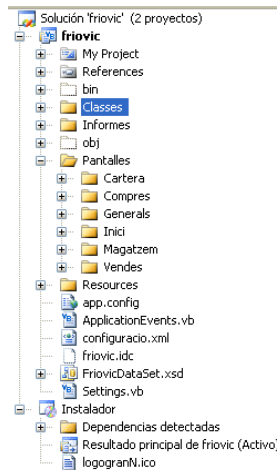 Solución 'friovic' (2 proyectos)
friovic
My Project
References
bin
Classes
Informes
obj
Pantalles
Cartera
Compres
Generals
Inici
Magatzem
Vendes
Resources
app.config
ApplicationEvents.vb
configuracio.xml
friovic.idc
FriovicDataSet.xsd
Settings.vb
Instalador
Dependencias detectadas
Resultado principal de friovic (Activo)
logogranN.ico